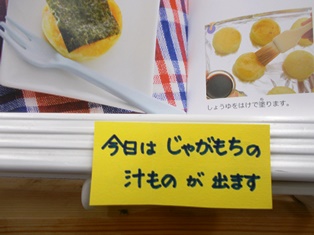 しょうゆをはけで塗ります。
今日は じゃがもちの
汁もの が 出ます